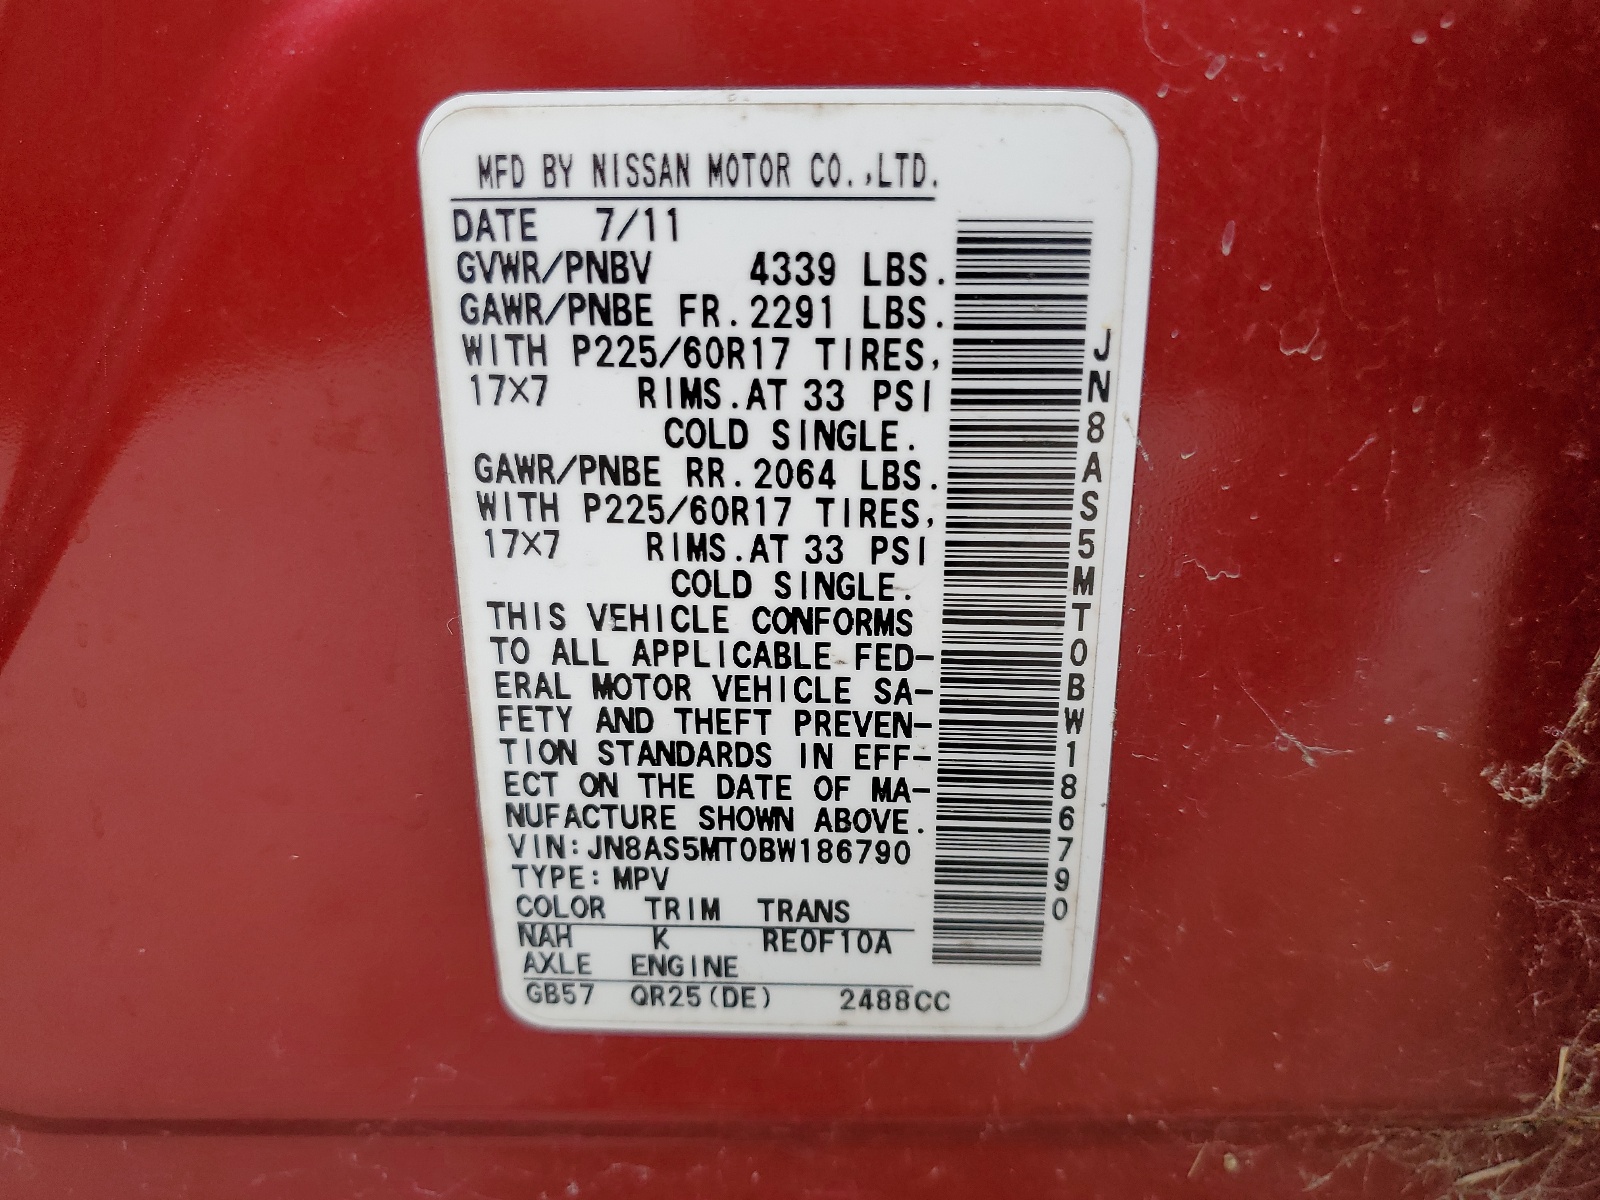 MFD BY NISSAN MOTOR CO.,LTD.
DATE 7/11
GVWR/PNBV 4339 LBS.
GAWR/PNBE FR.2291 LBS.
WITH P225/60R17 TIRES,
17×7 RIMS.AT 33 PSI
COLD SINGLE.
GAWR/PNBE RR.2064 LBS.
WITH P225/60R17 TIRES,
17×7 RIMS.AT 33 PSI
COLD SINGLE.
THIS VEHICLE CONFORMS
TO ALL APPLICABLE FED-
ERAL MOTOR VEHICLE SA-
FETY AND THEFT PREVEN-
TION STANDARDS IN EFF-
ECT ON THE DATE OF MA-
NUFACTURE SHOWN ABOVE.
VIN:JN8AS5MT0BW186790
TYPE:MPV
COLOR TRIM TRANS
NAH K RE0F10A
AXLE ENGINE
GB57 QR25(DE) 2488CC
JN8AS5MT0BW186790